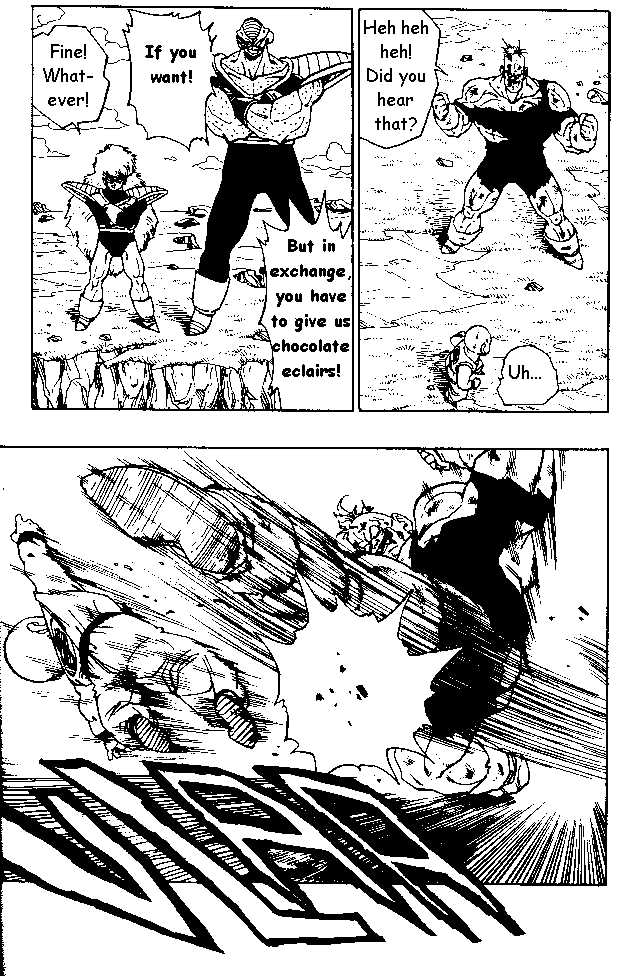 Fine!
What-
ever!
If you
want!
But in
exchange,
you have
to give us
chocolate
eclairs!
Heh heh
heh!
Did you
hear
that?
Uh...